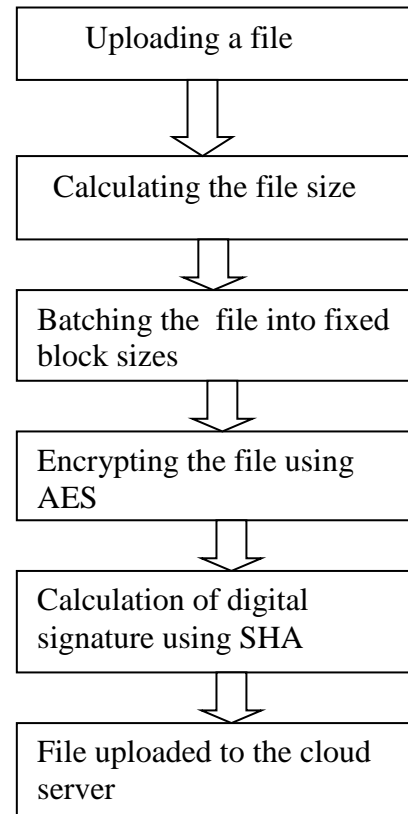 Uploading a file
Calculating the file size
Batching the file into fixed
block sizes
Encrypting the file using
AES
Calculation of digital
signature using SHA
File uploaded to the cloud
server